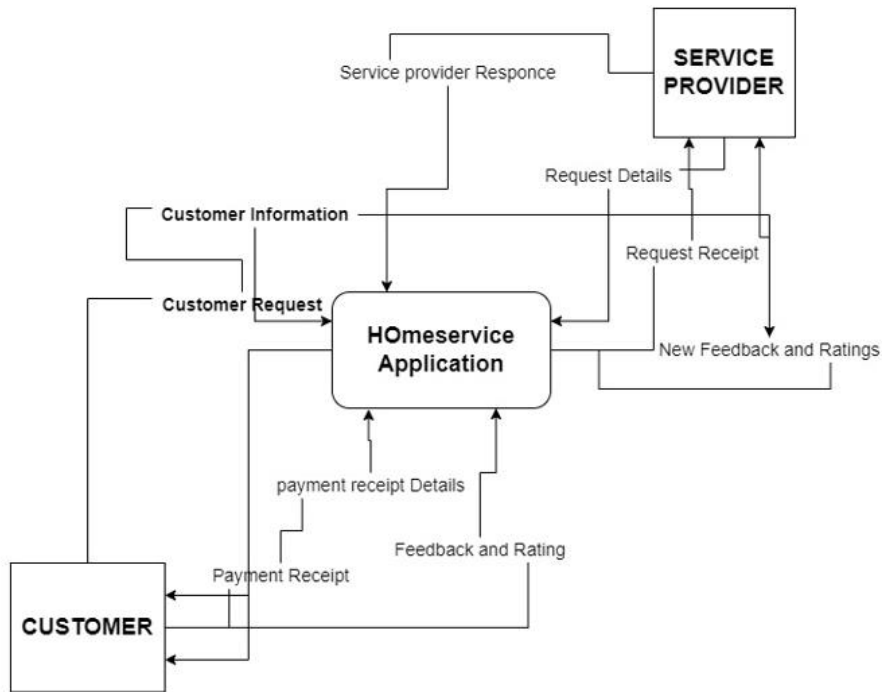 SERVICE
PROVIDER
Service provider Responce
Request Details
Customer Information
Request Receipt
Customer Request
HOmeservice
Application
New Feedback and Ratings
payment receipt Details
Feedback and Rating
Payment Receipt
CUSTOMER